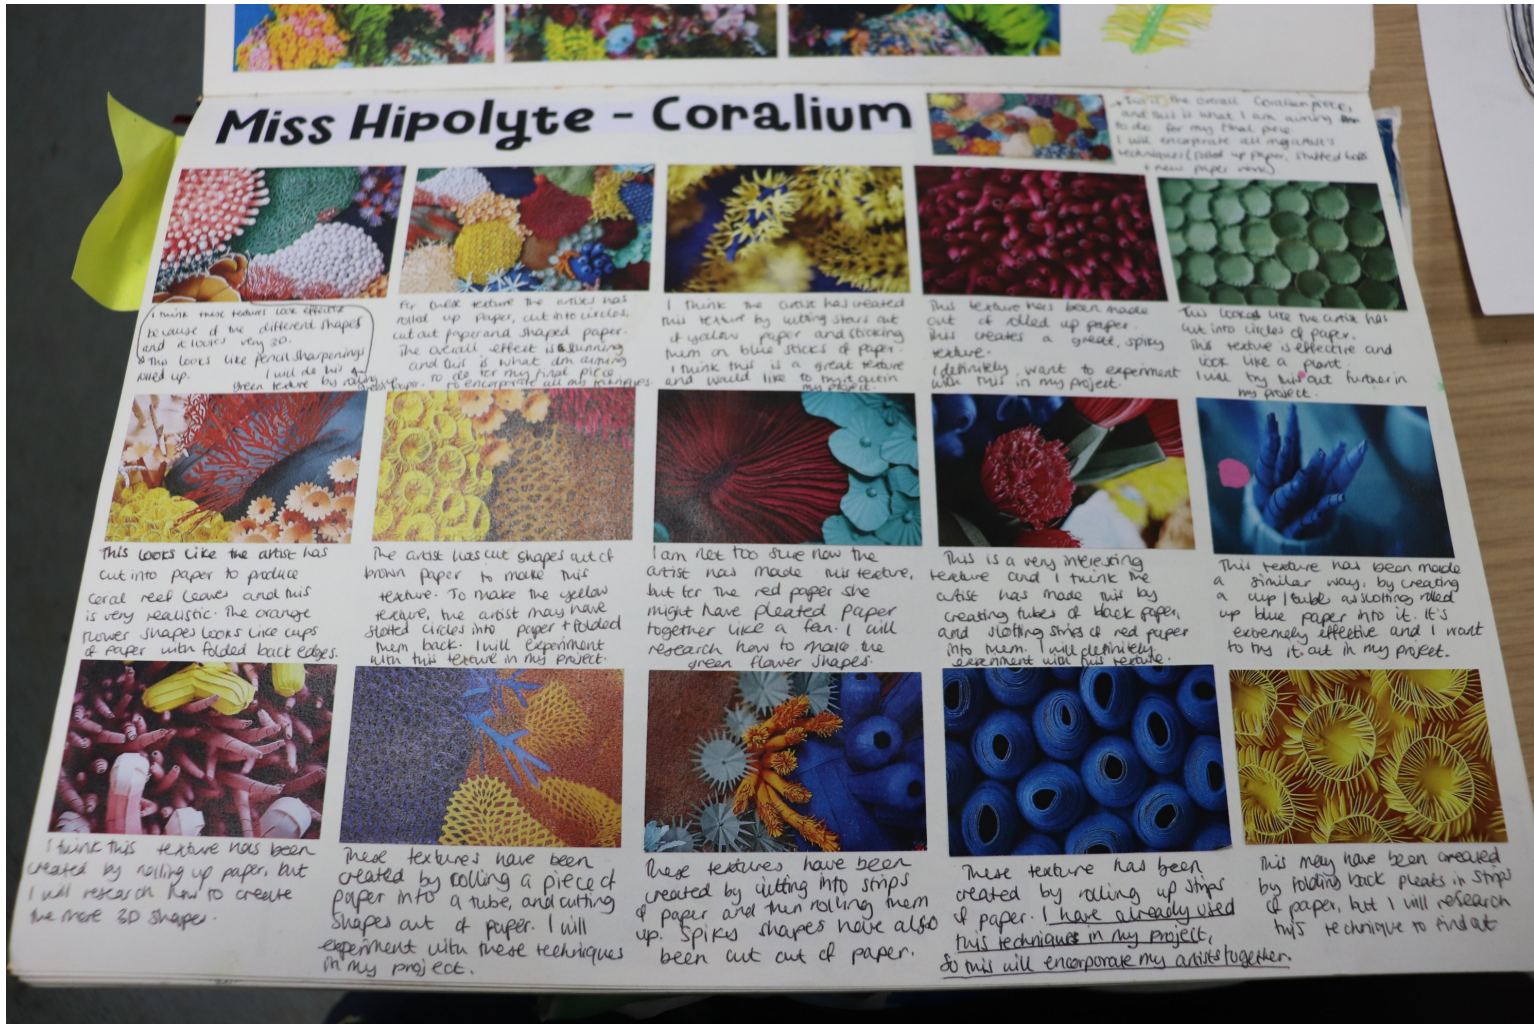 Miss Hipolyte - Coralium
This is the overall Coralium piece,
and this is what I am aiming
to do for my final piece
I will encorporate all my artist's
techniques (rolled up paper,
I think these textures look effective
because of the different shapes
and it looks very 3D.
This looks like pencil sharpenings
rolled up. I will do this
green texture by rolling
green paper.
For these texture the artists has
rolled up paper, cut into circles,
cut out paper and shaped paper.
The overall effect is stunning
and this is what I'm aiming
to do for my final piece
to encorporate all my techniques.
I think the artist has created
this texture by cutting stars out
of yellow paper and sticking
them on blue sticks of paper.
I think this is a great texture
and would like to try it out in
my project.
This texture has been made
out of rolled up paper.
This creates a great, spiky
texture.
I definitely want to experiment
with this in my project.
This looks like the artist has
cut into circles of paper.
This texture is effective and
look like a plant.
I will try this out further in
my project.
This looks like the artist has
cut into paper to produce
coral reef leaves and this
is very realistic. The orange
flower shapes looks like cups
of paper with folded back edges.
The artist has cut shapes out of
brown paper to make this
texture. To make the yellow
texture, the artist may have
slotted circles into paper + folded
them back. I will experiment
with this texture in my project.
I am not too sure how the
artist has made this texture,
but for the red paper she
might have pleated paper
together like a fan. I will
research how to make the
green flower shapes.
This is a very interesting
texture and I think the
artist has made this by
creating tubes of black paper,
and slotting strips of red paper
into them. I will definitely
experiment with this texture.
This texture has been made
a similar way, by creating
a cup/tube slotting rolled
up blue paper into it. It's
extremely effective and I want
to try it out in my project.
I think this texture has been
created by rolling up paper, but
I will research how to create
the more 3D shapes.
These textures have been
created by rolling a piece of
paper into a tube, and cutting
shapes out of paper. I will
experiment with these techniques
in my project.
These textures have been
created by cutting into strips
of paper and then rolling them
up. Spiky shapes have also
been cut out of paper.
These texture has been
created by rolling up strips
of paper. I have already used
this techniques in my project,
so this will encorporate my artists together.
This may have been created
by folding back pleats in strips
of paper, but I will research
this technique to find out